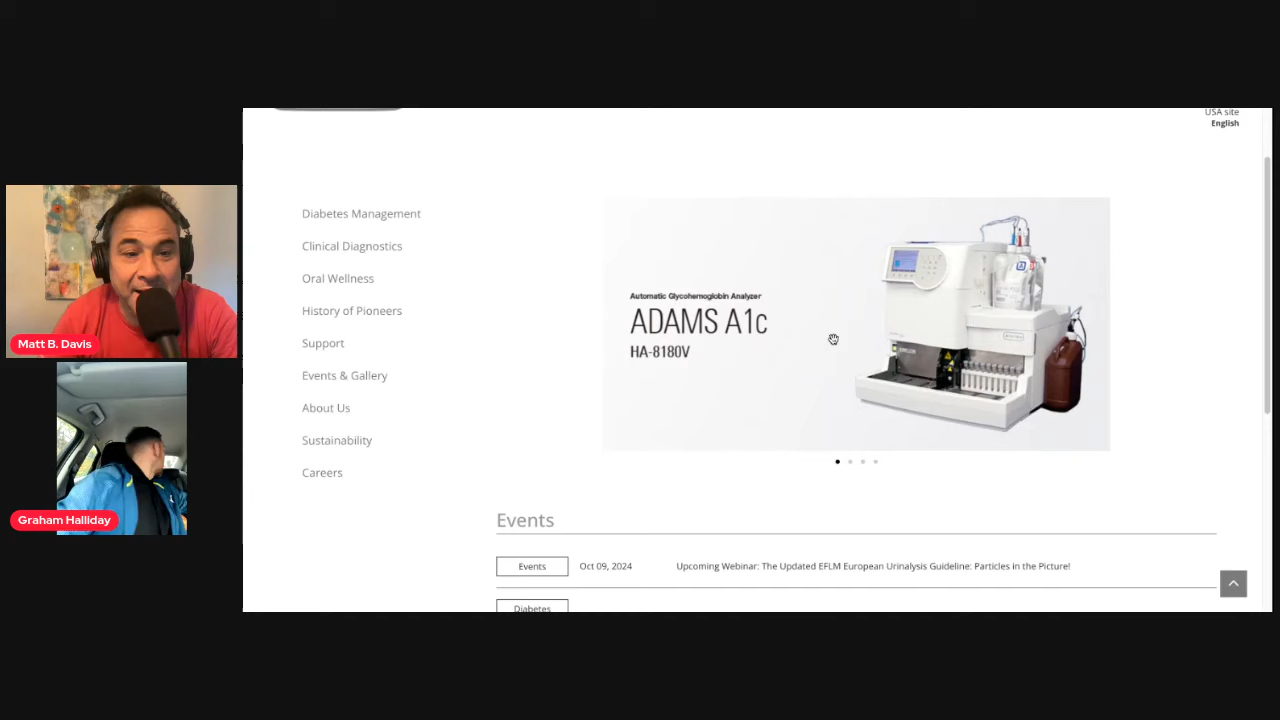 USA site
English
Matt B. Davis
Graham Halliday
Diabetes Management
Clinical Diagnostics
Oral Wellness
History of Pioneers
Support
Events & Gallery
About Us
Sustainability
Careers
Automatic Glycohemoglobin Analyzer
ADAMS A1c
HA-8180V
Events
Events Oct 09, 2024 Upcoming Webinar: The Updated EFLM European Urinalysis Guideline: Particles in the Picture!
Diabetes